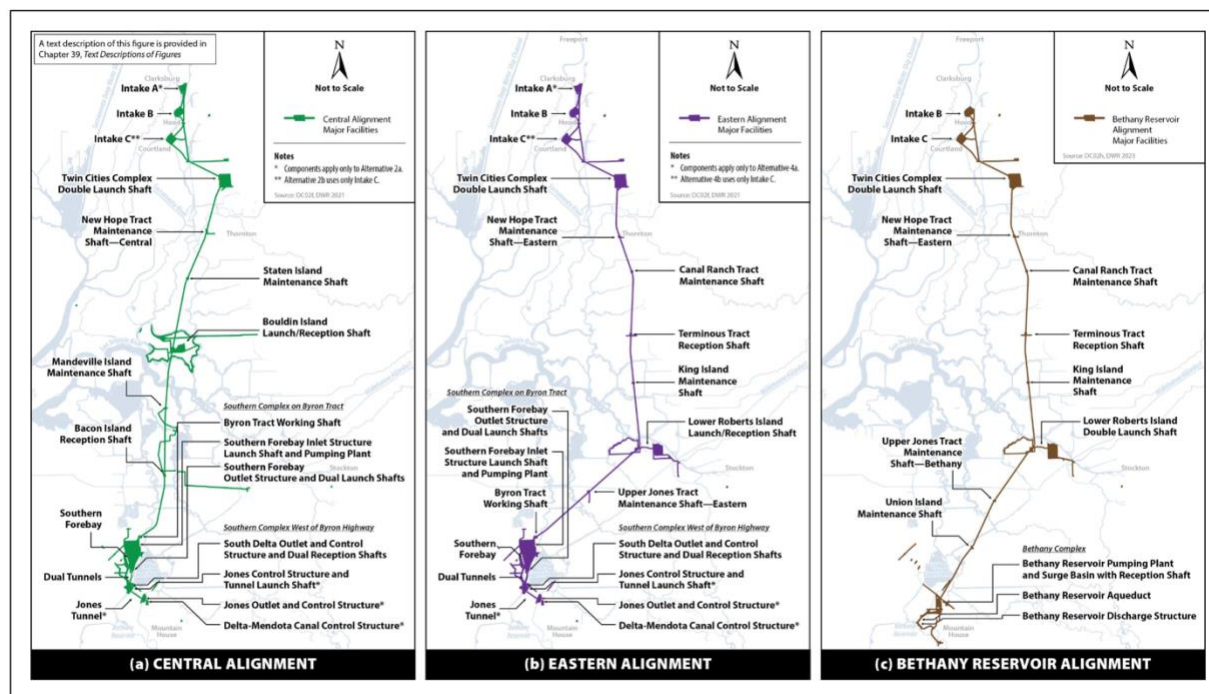 A text description of this figure is provided in
Chapter 39, Text Descriptions of Figures
N
Not to Scale
Central Alignment
Major Facilities
Notes
* Components apply only to Alternative 2a.
** Alternative 2b uses only Intake C.
Source: DCO2f, DWR 2021
Clarksburg
Intake A*
Intake B
Hood
Intake C**
Courtland
Twin Cities Complex
Double Launch Shaft
New Hope Tract
Maintenance
Shaft—Central
Thornton
Staten Island
Maintenance Shaft
Bouldin Island
Launch/Reception Shaft
Mandeville Island
Maintenance Shaft
Southern Complex on Byron Tract
Byron Tract Working Shaft
Bacon Island
Reception Shaft
Southern Forebay Inlet Structure
Launch Shaft and Pumping Plant
Southern Forebay
Outlet Structure and Dual Launch Shafts
Stockton
Southern
Forebay
Southern Complex West of Byron Highway
South Delta Outlet and Control
Structure and Dual Reception Shafts
Dual Tunnels
Jones Control Structure and
Tunnel Launch Shaft*
Jones
Tunnel*
Jones Outlet and Control Structure*
Delta-Mendota Canal Control Structure*
Bethany
Reservoir
Mountain
House
(a) CENTRAL ALIGNMENT
N
Not to Scale
Eastern Alignment
Major Facilities
Notes
* Components apply only to Alternative 4a.
** Alternative 4b uses only Intake C.
Source: DCO2f, DWR 2021
Freeport
Clarksburg
Intake A*
Intake B
Hood
Intake C**
Courtland
Twin Cities Complex
Double Launch Shaft
New Hope Tract
Maintenance
Shaft—Eastern
Thornton
Canal Ranch Tract
Maintenance Shaft
Terminous Tract
Reception Shaft
King Island
Maintenance
Shaft
Southern Complex on Byron Tract
Southern Forebay
Outlet Structure
and Dual Launch Shafts
Lower Roberts Island
Launch/Reception Shaft
Southern Forebay Inlet
Structure Launch Shaft
and Pumping Plant
Stockton
Byron Tract
Working Shaft
Upper Jones Tract
Maintenance Shaft—Eastern
Southern
Forebay
Southern Complex West of Byron Highway
South Delta Outlet and Control
Structure and Dual Reception Shafts
Dual Tunnels
Jones Control Structure and
Tunnel Launch Shaft*
Jones
Tunnel*
Jones Outlet and Control Structure*
Delta-Mendota Canal Control Structure*
Bethany
Reservoir
Mountain
House
(b) EASTERN ALIGNMENT
N
Not to Scale
Bethany Reservoir
Alignment
Major Facilities
Freeport
Clarksburg
Intake B
Hood
Intake C
Courtland
Twin Cities Complex
Double Launch Shaft
New Hope Tract
Maintenance
Shaft—Eastern
Thornton
Canal Ranch Tract
Maintenance Shaft
Terminous Tract
Reception Shaft
King Island
Maintenance
Shaft
Lower Roberts Island
Double Launch Shaft
Upper Jones Tract
Maintenance
Shaft—Bethany
Stockton
Union Island
Maintenance
Shaft
Bethany Complex
Bethany Reservoir Pumping Plant
and Surge Basin with Reception Shaft
Bethany Reservoir Aqueduct
Bethany Reservoir Discharge Structure
Bethany
Reservoir
Mountain
House
(c) BETHANY RESERVOIR ALIGNMENT